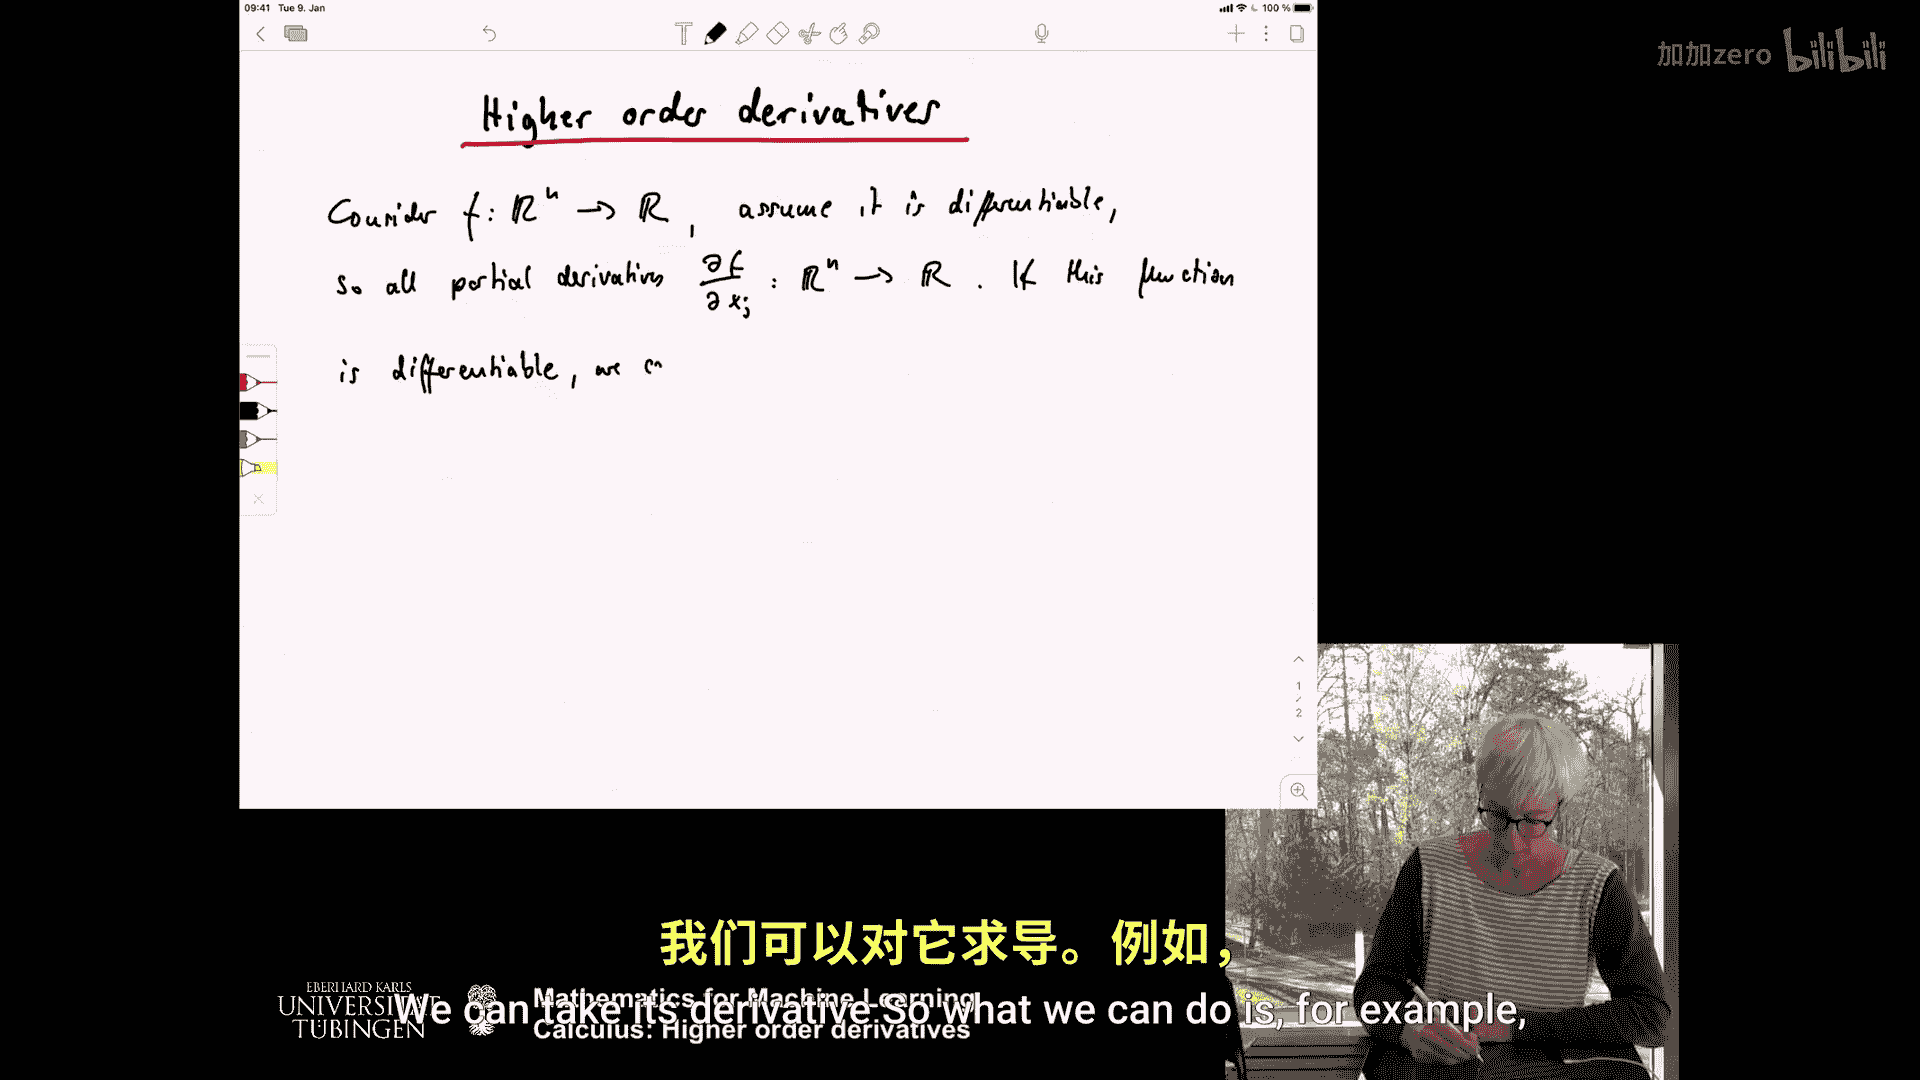 09:41 Tue 9. Jan
100 %
加加zero bilibili
Higher order derivatives
Consider f: ℝⁿ → ℝ, assume it is differentiable,
so all partial derivatives ∂f/∂xⱼ : ℝⁿ → ℝ. If this function
is differentiable, we
1
2
我们可以对它求导。例如，
EBERHARD KARLS
UNIVERSITÄT
TÜBINGEN
Mathematics for Machine Learning
Calculus: Higher order derivatives
We can take its derivative.So what we can do is, for example,